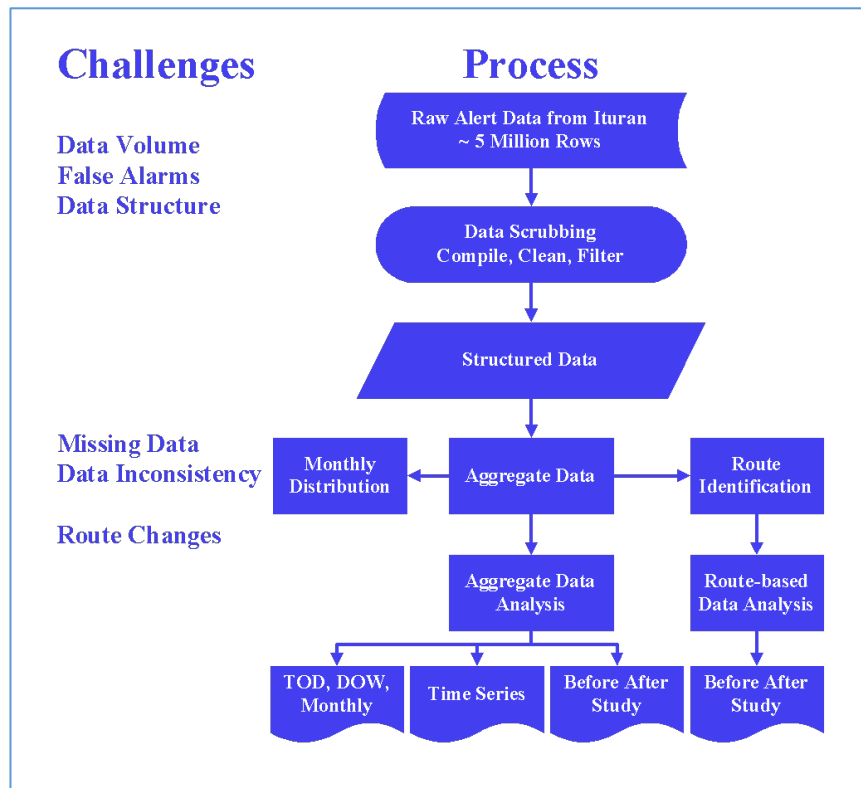 Challenges
Process
Raw Alert Data from Ituran
~ 5 Million Rows
Data Volume
False Alarms
Data Structure
Data Scrubbing
Compile, Clean, Filter
Structured Data
Missing Data
Data Inconsistency
Monthly
Distribution
Aggregate Data
Route
Identification
Route Changes
Aggregate Data
Analysis
Route-based
Data Analysis
TOD, DOW,
Monthly
Time Series
Before After
Study
Before After
Study